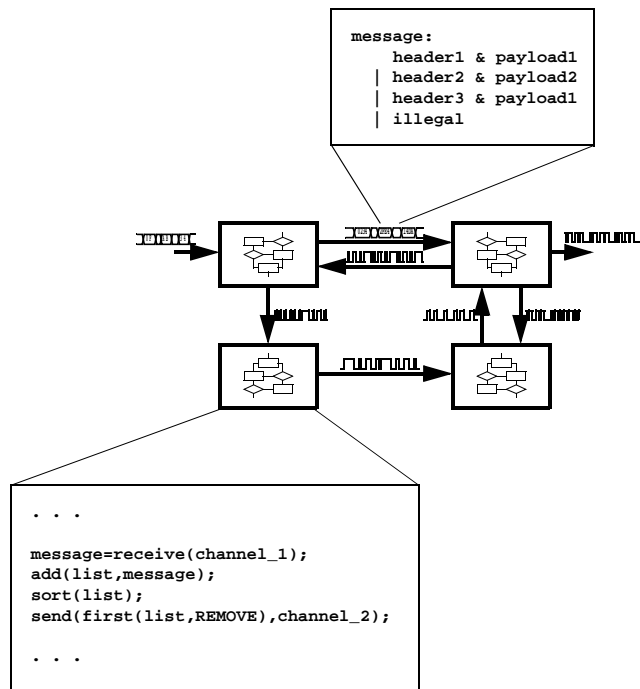 message:
header1 & payload1
| header2 & payload2
| header3 & payload1
| illegal
. . .
message=receive(channel_1);
add(list,message);
sort(list);
send(first(list,REMOVE),channel_2);
. . .